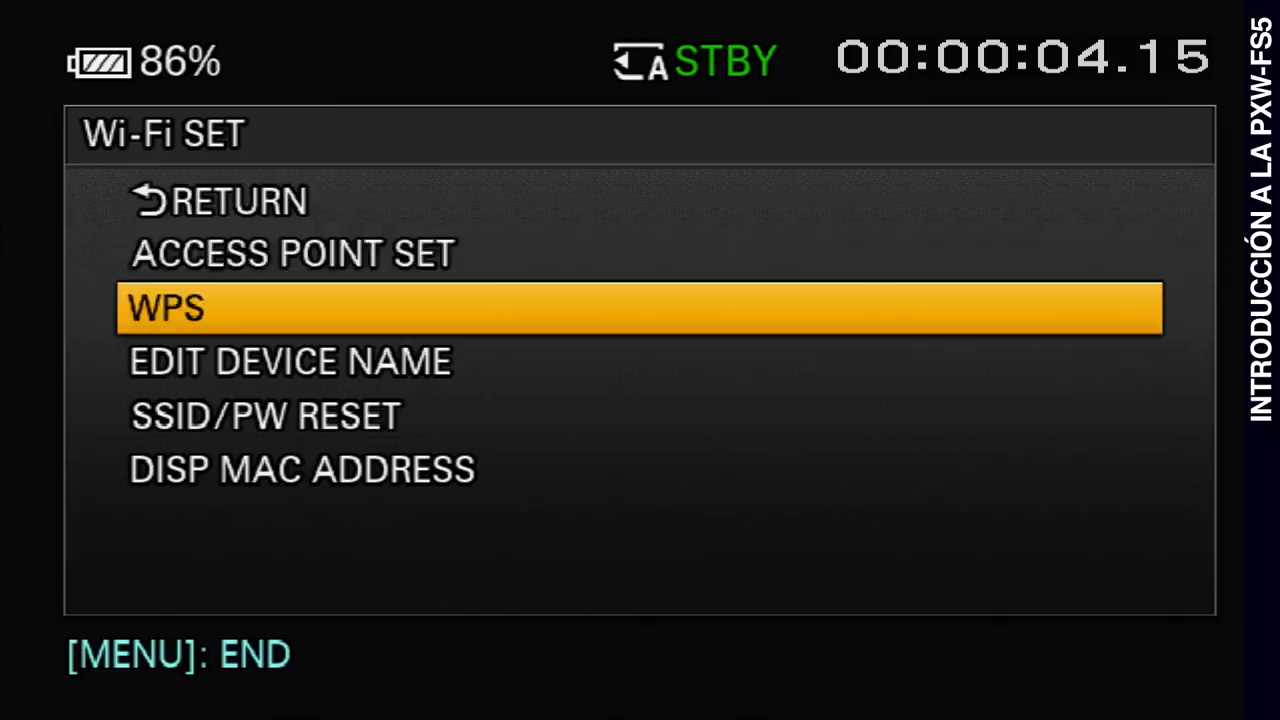 86%
A STBY
00:00:04.15
Wi-Fi SET
RETURN
ACCESS POINT SET
WPS
EDIT DEVICE NAME
SSID/PW RESET
DISP MAC ADDRESS
[MENU]: END
INTRODUCCIÓN A LA PXW-FS5